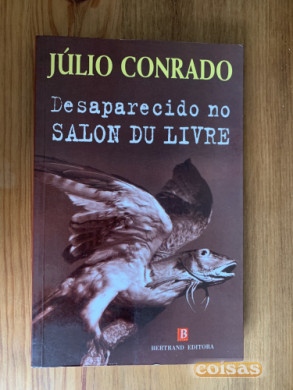 JÚLIO CONRADO
Desaparecido no
SALON DU LIVRE
B
BERTRAND EDITORA
coisas